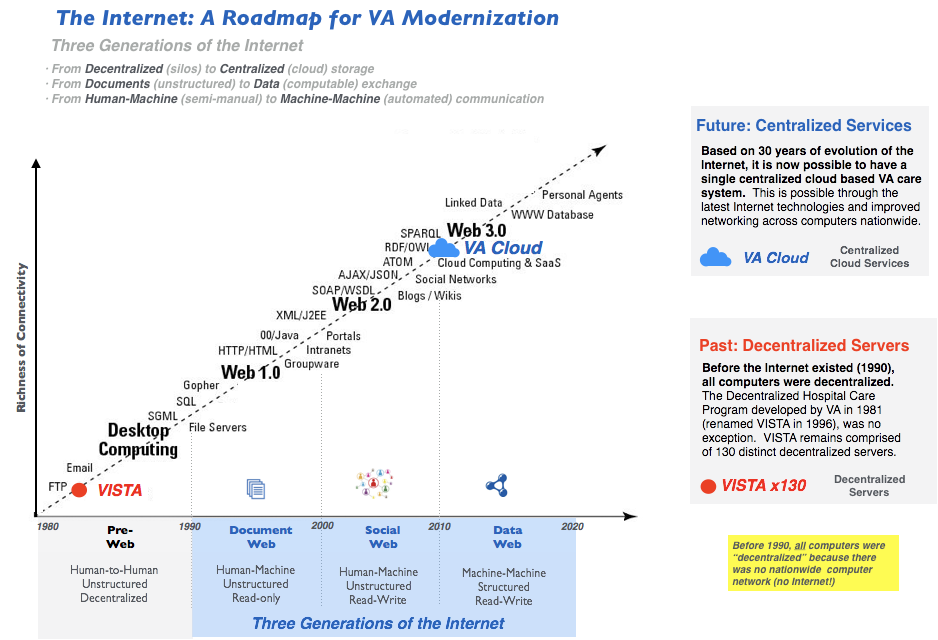 The Internet: A Roadmap for VA Modernization
Three Generations of the Internet
· From Decentralized (silos) to Centralized (cloud) storage
· From Documents (unstructured) to Data (computable) exchange
· From Human-Machine (semi-manual) to Machine-Machine (automated) communication
Richness of Connectivity
Personal Agents
Linked Data
WWW Database
SPARQL
Web 3.0
RDF/OWL
VA Cloud
ATOM
Cloud Computing & SaaS
AJAX/JSON
Social Networks
SOAP/WSDL
Blogs / Wikis
Web 2.0
XML/J2EE
00/Java
Portals
HTTP/HTML
Intranets
Groupware
Web 1.0
Gopher
SQL
SGML
File Servers
Desktop
Computing
Email
FTP
VISTA
1980
1990
2000
2010
2020
Pre-
Web
Human-to-Human
Unstructured
Decentralized
Document
Web
Human-Machine
Unstructured
Read-only
Social
Web
Human-Machine
Unstructured
Read-Write
Data
Web
Machine-Machine
Structured
Read-Write
Three Generations of the Internet
Future: Centralized Services
Based on 30 years of evolution of the
Internet, it is now possible to have a
single centralized cloud based VA care
system. This is possible through the
latest Internet technologies and improved
networking across computers nationwide.
VA Cloud
Centralized
Cloud Services
Past: Decentralized Servers
Before the Internet existed (1990),
all computers were decentralized.
The Decentralized Hospital Care
Program developed by VA in 1981
(renamed VISTA in 1996), was no
exception. VISTA remains comprised
of 130 distinct decentralized servers.
VISTA x130
Decentralized
Servers
Before 1990, all computers were
"decentralized" because there
was no nationwide computer
network (no Internet!)